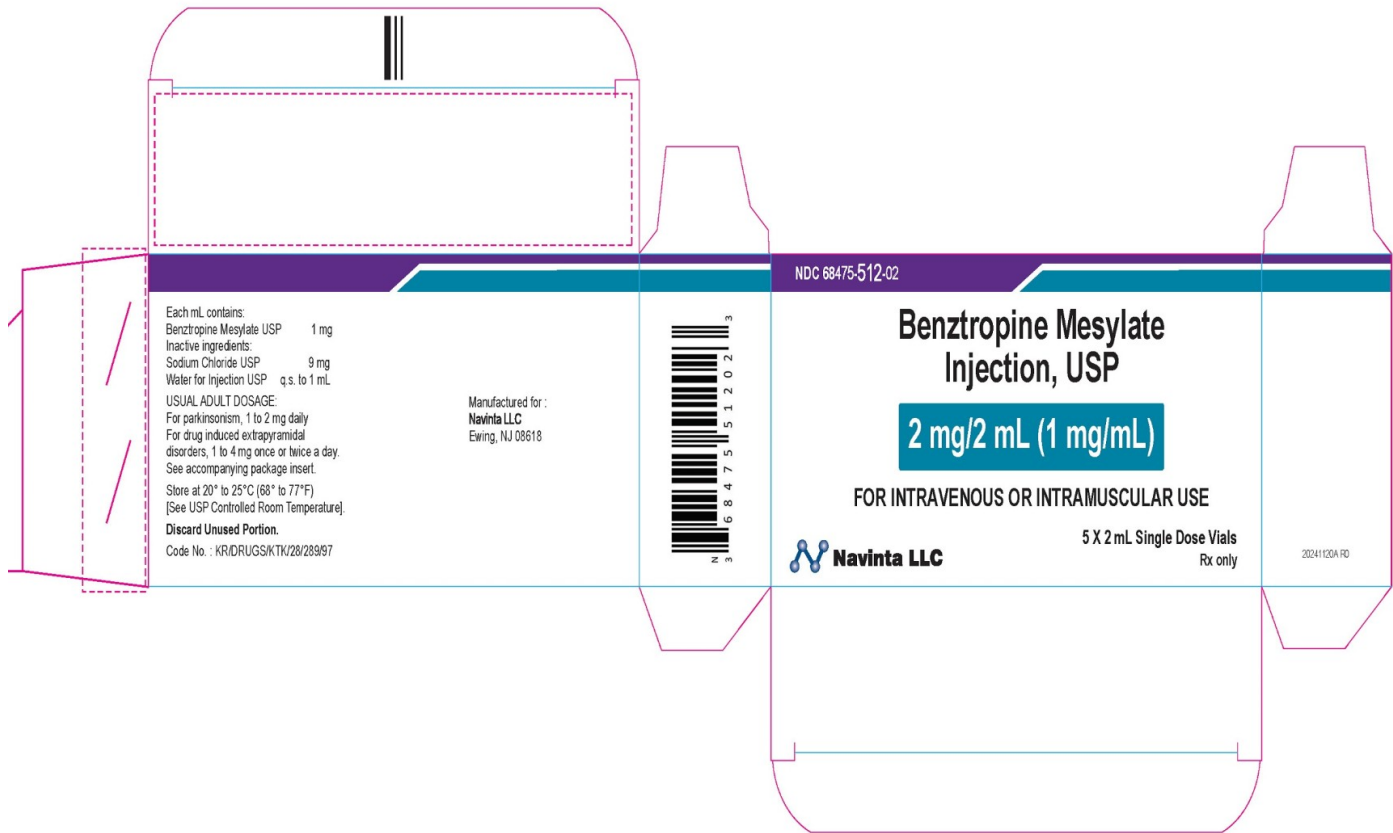 Each mL contains:
Benztropine Mesylate USP 1 mg
Inactive ingredients:
Sodium Chloride USP 9 mg
Water for Injection USP q.s. to 1 mL
USUAL ADULT DOSAGE:
For parkinsonism, 1 to 2 mg daily
For drug induced extrapyramidal
disorders, 1 to 4 mg once or twice a day.
See accompanying package insert.
Store at 20° to 25°C (68° to 77°F)
[See USP Controlled Room Temperature].
Discard Unused Portion.
Code No. : KR/DRUGS/KTK/28/289/97
Manufactured for :
Navinta LLC
Ewing, NJ 08618
N
3 68475 51202 3
NDC 68475-512-02
Benztropine Mesylate
Injection, USP
2 mg/2 mL (1 mg/mL)
FOR INTRAVENOUS OR INTRAMUSCULAR USE
5 X 2 mL Single Dose Vials
Rx only
Navinta LLC
20241120A RD